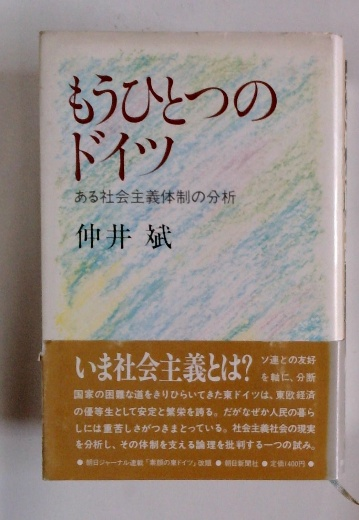 もうひとつの
ドイツ
ある社会主義体制の分析
仲井 斌
いま社会主義とは?
ソ連との友好
を軸に、分断
国家の困難な道をきりひらいてきた東ドイツは、東欧経済
の優等生として安定と繁栄を誇る。だがなぜか人民の暮ら
しには重苦しさがつきまとっている。社会主義社会の現実
を分析し、その体制を支える論理を批判する一つの試み。
● 朝日ジャーナル連載「素顔の東ドイツ」改題 ● 朝日新聞社 ● 定価1400円 ●